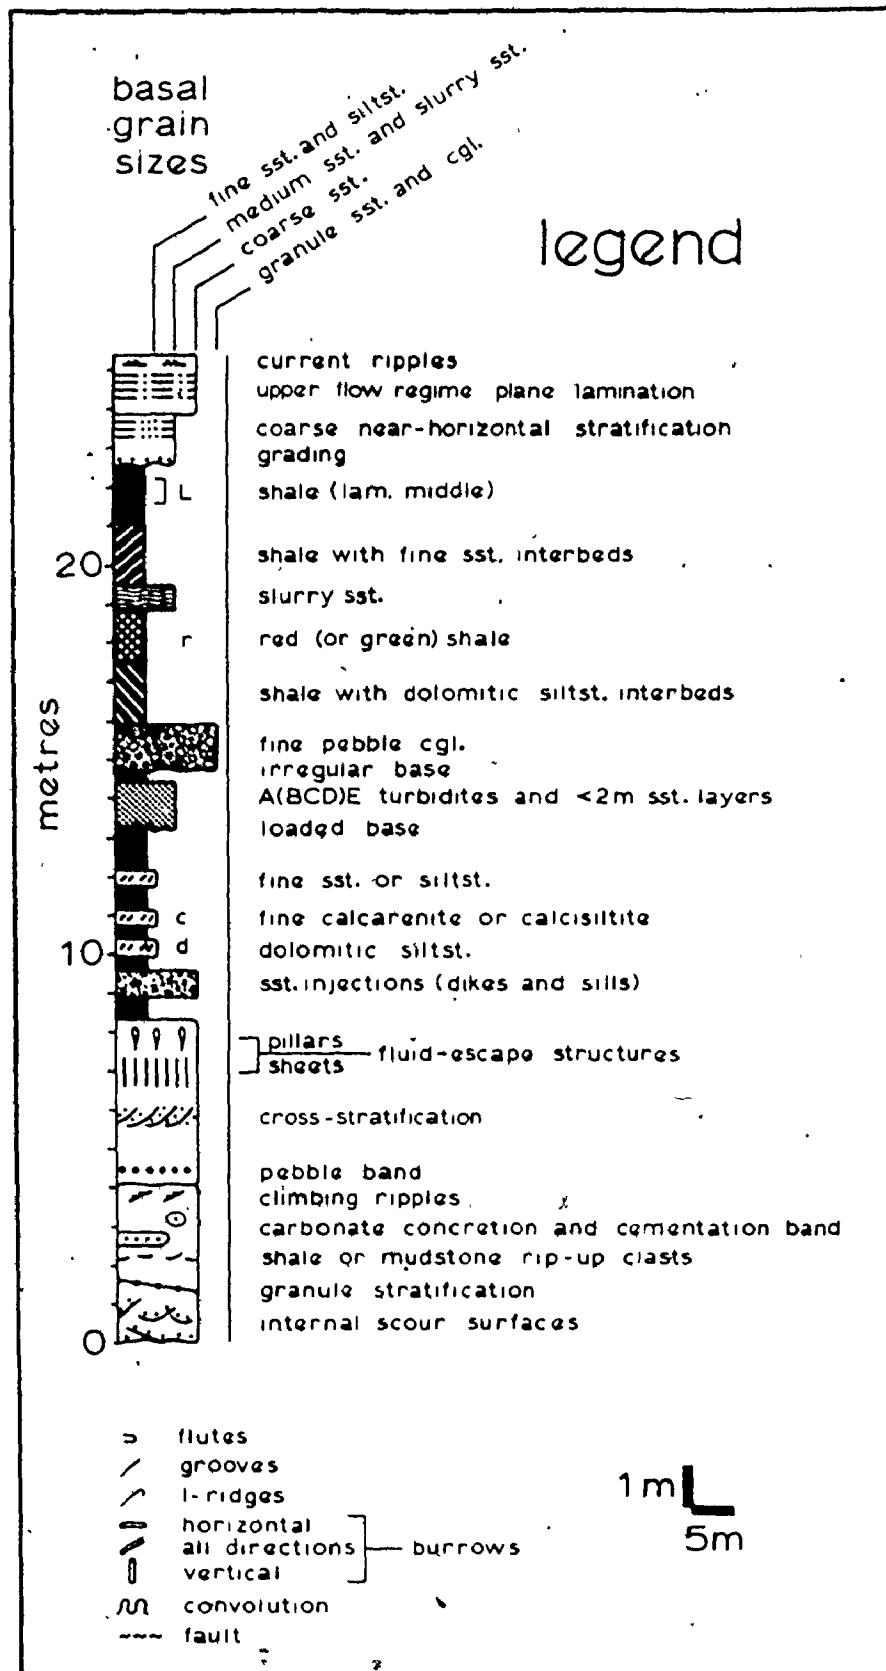 basal
grain
sizes
fine sst. and siltst.
medium sst. and slurry sst.
coarse sst.
granule sst. and cgl.
legend
current ripples
upper flow regime plane lamination
coarse near-horizontal stratification
grading
L shale (lam. middle)
shale with fine sst. interbeds
20
slurry sst.
r red (or green) shale
shale with dolomitic siltst. interbeds
metres
fine pebble cgl.
irregular base
A(BCD)E turbidites and <2m sst. layers
loaded base
fine sst. or siltst.
c fine calcarenite or calcisiltite
10 d dolomitic siltst.
sst. injections (dikes and sills)
pillars
sheets
fluid-escape structures
cross-stratification
pebble band
climbing ripples
carbonate concretion and cementation band
shale or mudstone rip-up clasts
granule stratification
internal scour surfaces
0
flutes
grooves
l-ridges
horizontal
all directions
vertical
burrows
convolution
fault
1m
5m